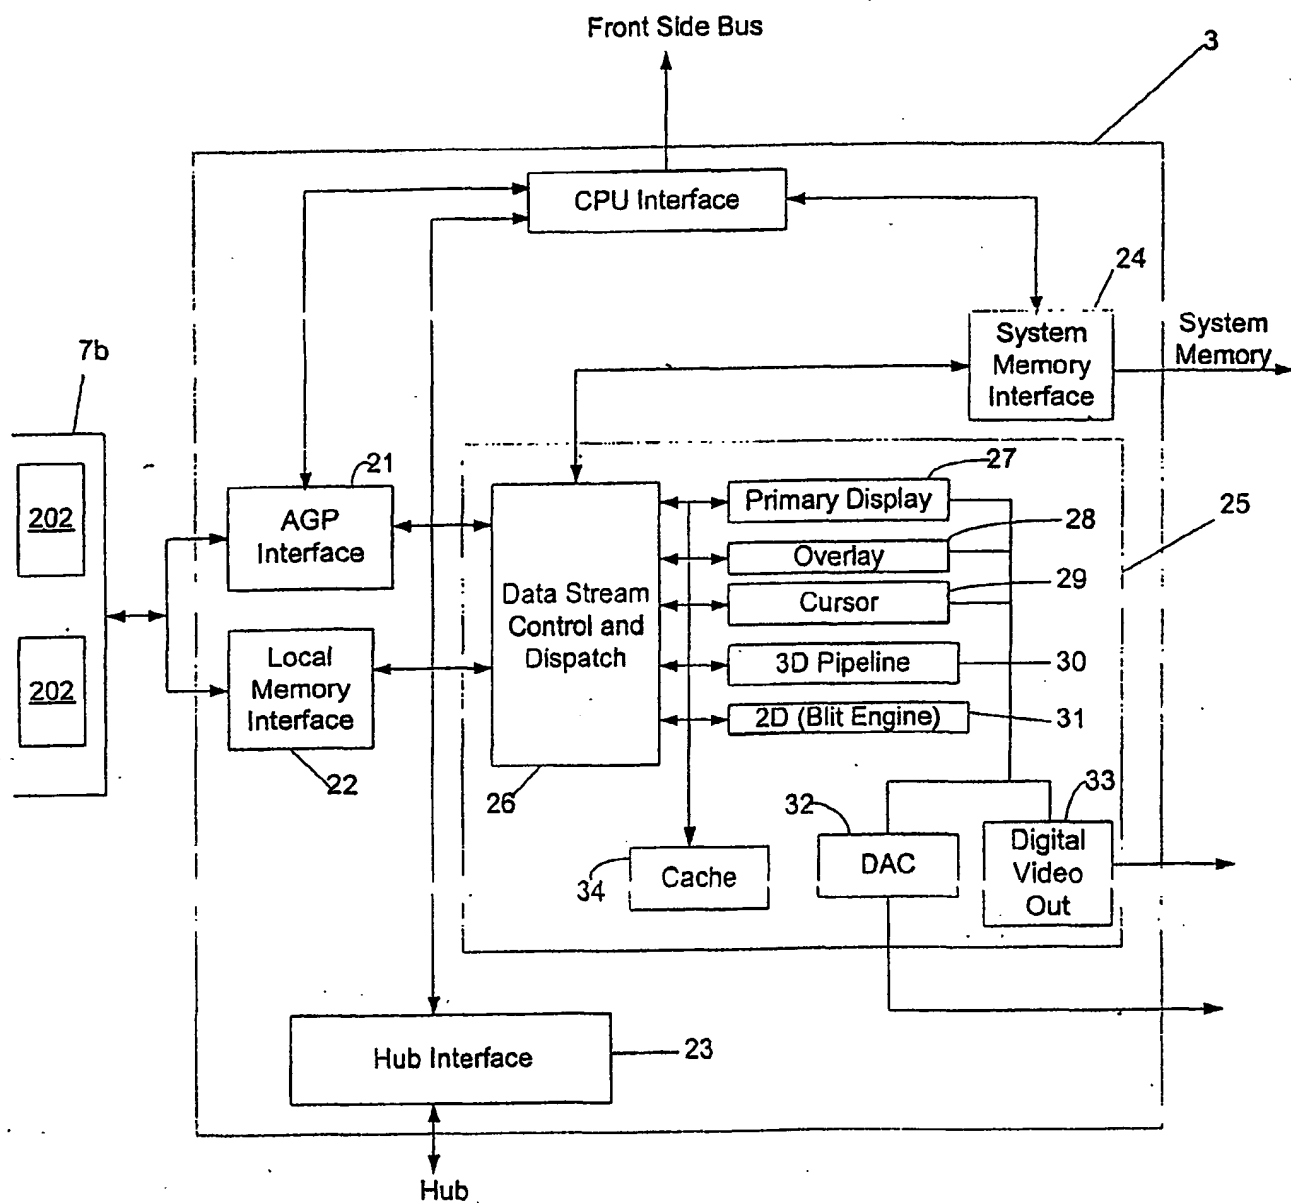 Front Side Bus
3
CPU Interface
24
System
Memory
Interface
System
Memory
7b
202
202
21
AGP
Interface
Local
Memory
Interface
22
Data Stream
Control and
Dispatch
26
27
Primary Display
28
Overlay
29
Cursor
3D Pipeline
30
2D (Blit Engine)
31
25
32
DAC
33
Digital
Video
Out
34
Cache
Hub Interface
23
Hub